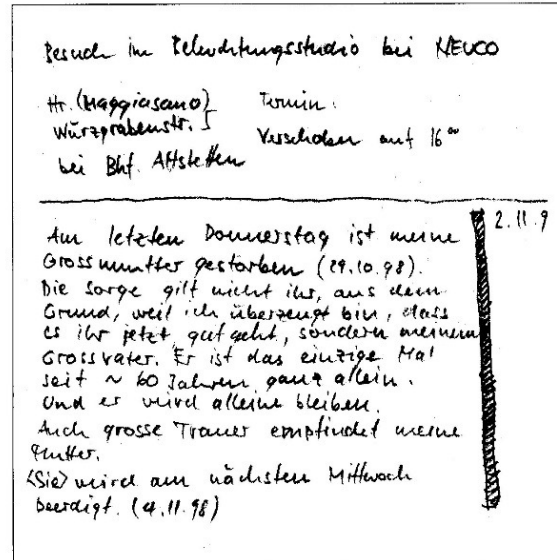 Besuch im Beleuchtungsstudio bei NEUCO
Hr. (Maggiasano) Termin:
Würzgrabenstr. 5 Verschoben auf 16⁰⁰
bei Bhf. Altstetten
2.11.9
Am letzten Donnerstag ist meine
Grossmutter gestorben (29.10.98).
Die Sorge gilt nicht ihr, aus dem
Grund, weil ich überzeugt bin, dass
es ihr jetzt gut geht, sondern meinem
Grossvater. Er ist das einzige Mal
seit ~ 60 Jahren ganz allein.
Und er wird alleine bleiben.
Auch grosse Trauer empfindet meine
Mutter.
<Sie> wird am nächsten Mittwoch
beerdigt. (4.11.98)